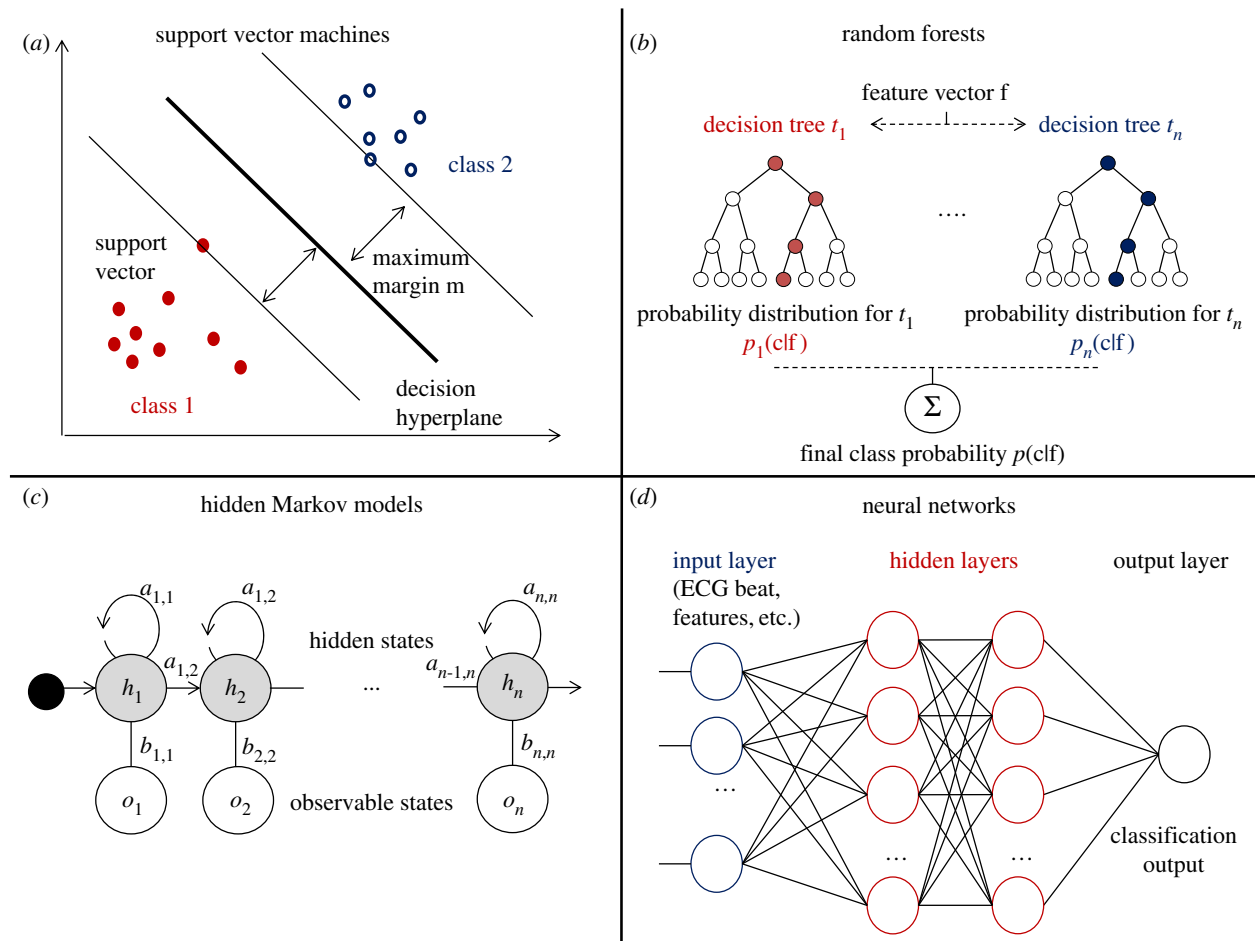 (a)
support vector machines
class 2
support
vector
maximum
margin m
class 1
decision
hyperplane
(b)
random forests
feature vector f
decision tree t₁
decision tree tₙ
....
probability distribution for t₁
p₁(c|f)
probability distribution for tₙ
pₙ(c|f)
Σ
final class probability p(c|f)
(c)
hidden Markov models
a₁,₁
a₁,₂
aₙ,ₙ
hidden states
a₁,₂
aₙ₋₁,ₙ
h₁
h₂
...
hₙ
b₁,₁
b₂,₂
bₙ,ₙ
o₁
o₂
observable states
oₙ
(d)
neural networks
input layer
(ECG beat,
features, etc.)
hidden layers
output layer
...
...
...
classification
output